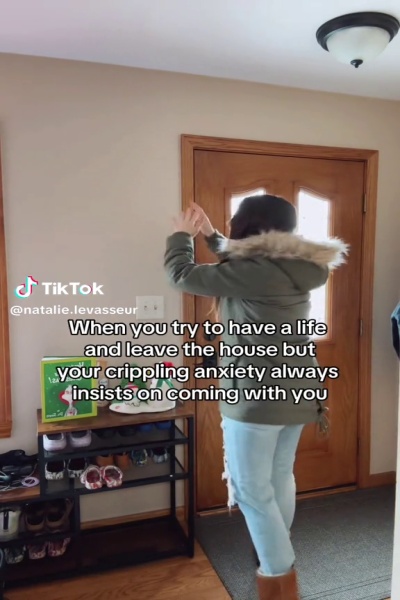 TikTok
@natalie.levasseur
When you try to have a life
and leave the house but
your crippling anxiety always
insists on coming with you